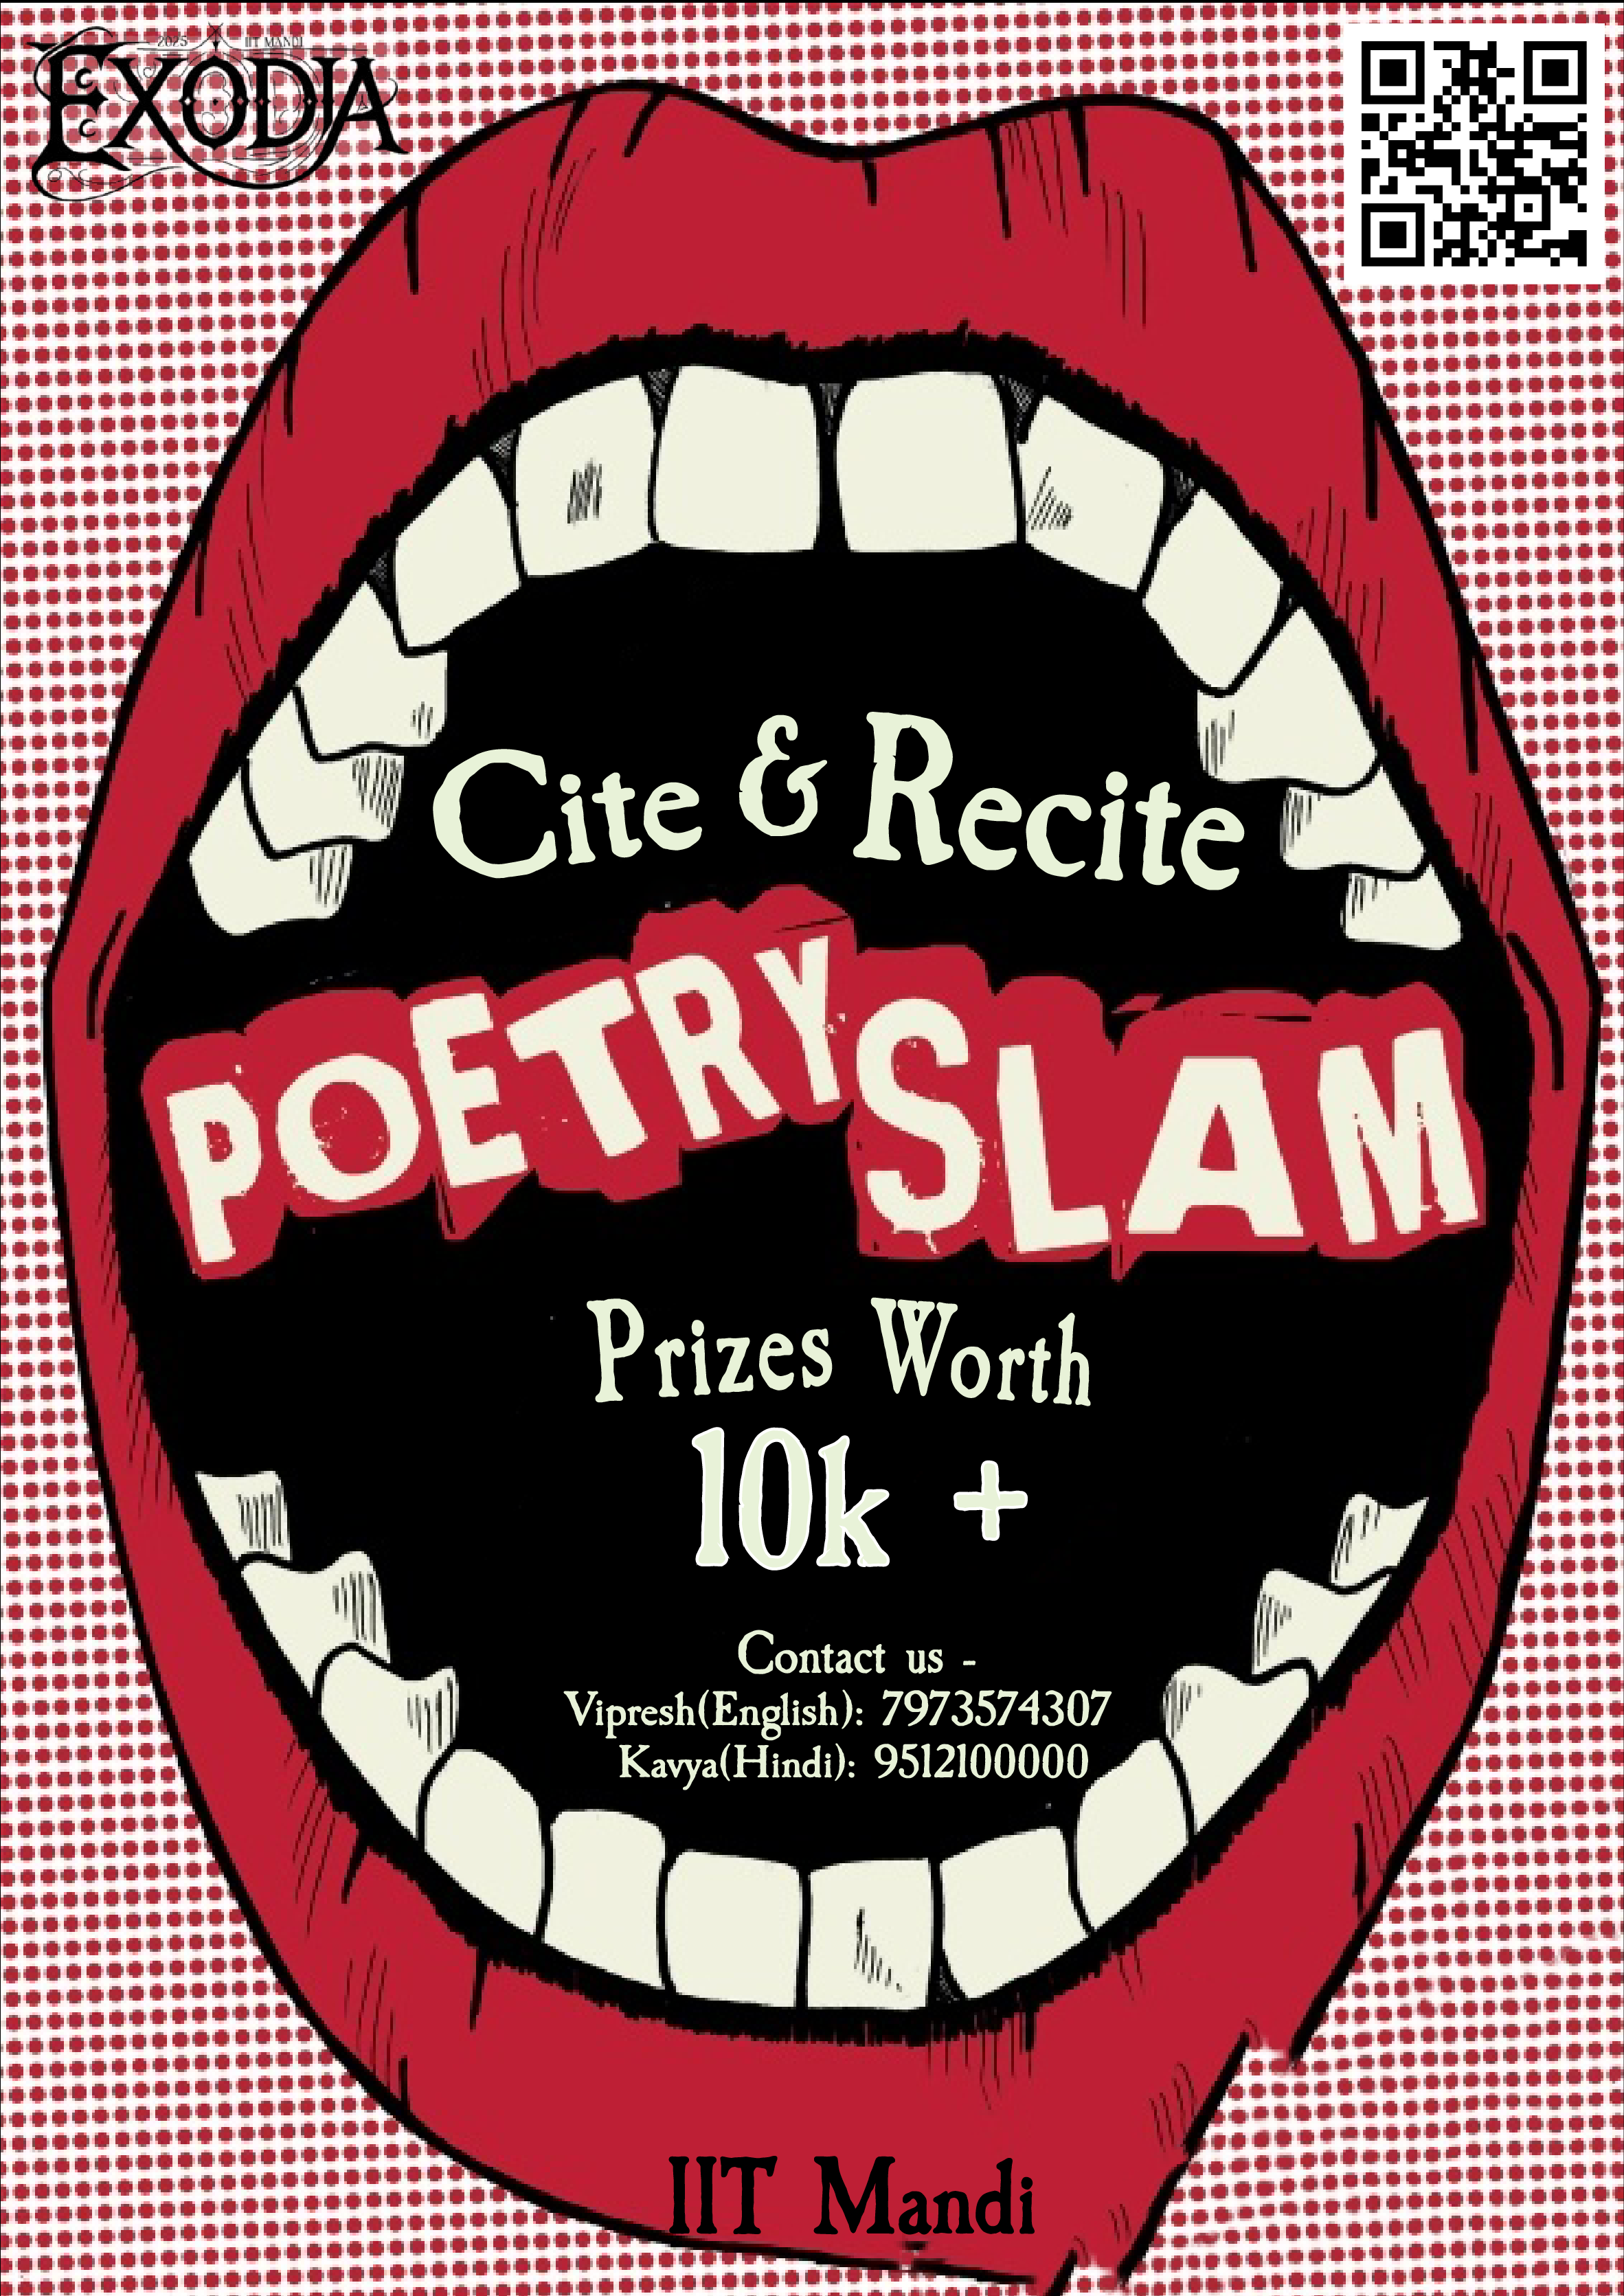 2025 IIT MANDI
EXODIA
Cite & Recite
POETRY SLAM
Prizes Worth
10k +
Contact us -
Vipresh(English): 7973574307
Kavya(Hindi): 9512100000
IIT Mandi